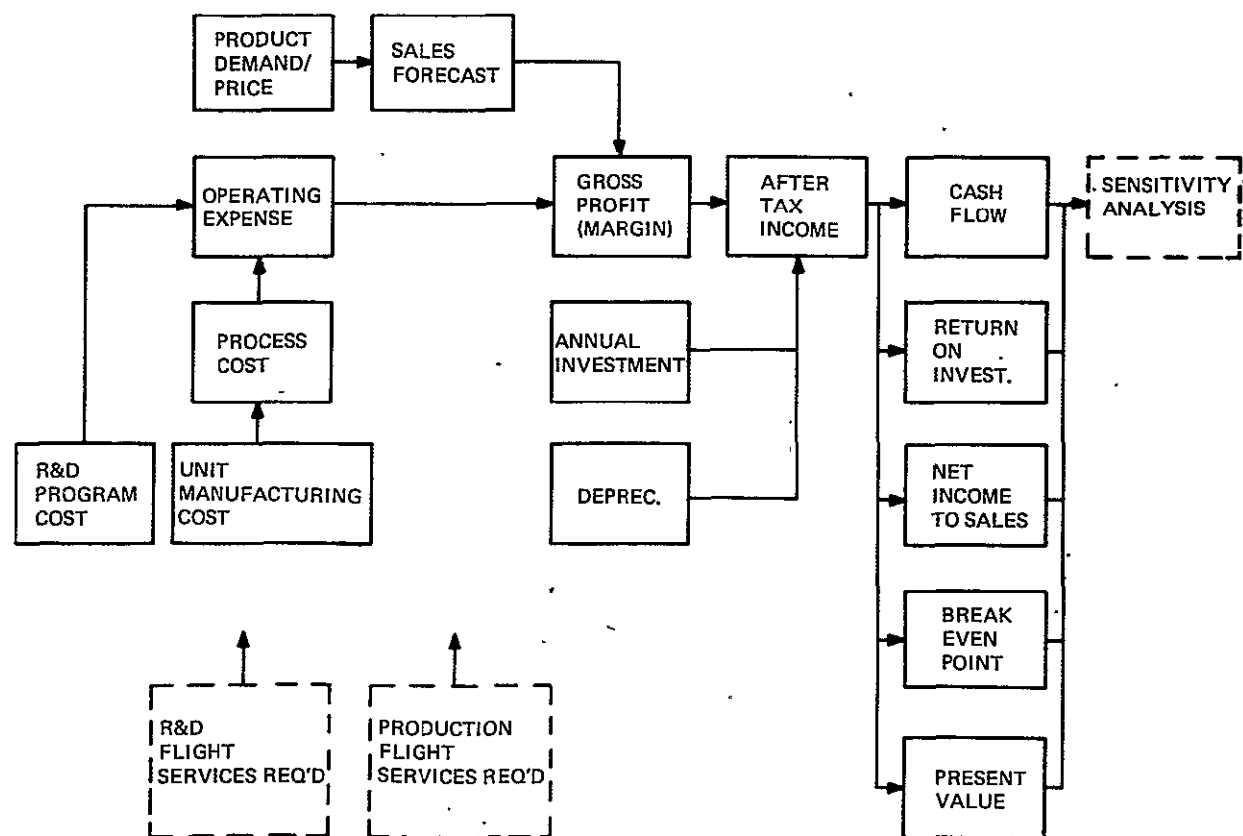 PRODUCT
DEMAND/
PRICE
SALES
FORECAST
OPERATING
EXPENSE
GROSS
PROFIT
(MARGIN)
AFTER
TAX
INCOME
CASH
FLOW
SENSITIVITY
ANALYSIS
PROCESS
COST
ANNUAL
INVESTMENT
RETURN
ON
INVEST.
R&D
PROGRAM
COST
UNIT
MANUFACTURING
COST
DEPREC.
NET
INCOME
TO SALES
BREAK
EVEN
POINT
R&D
FLIGHT
SERVICES REQ'D
PRODUCTION
FLIGHT
SERVICES REQ'D
PRESENT
VALUE